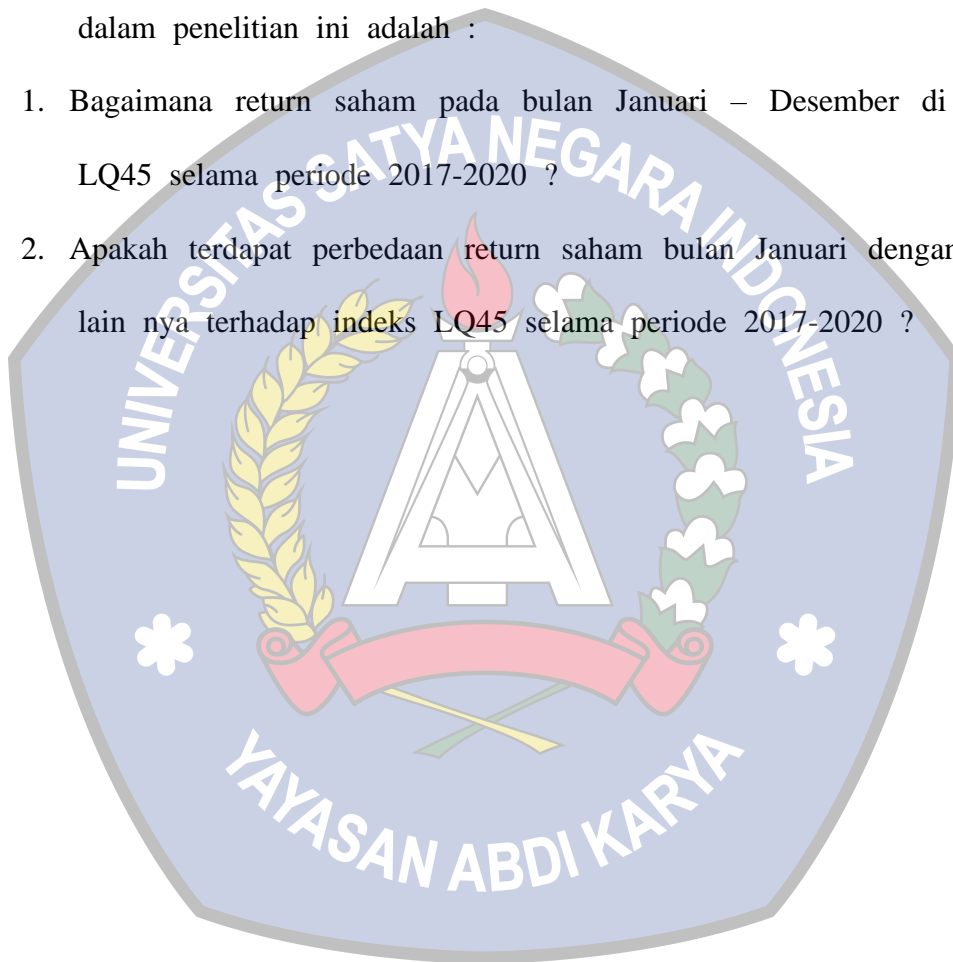 dalam penelitian ini adalah :
1. Bagaimana return saham pada bulan Januari – Desember di
LQ45 selama periode 2017-2020 ?
2. Apakah terdapat perbedaan return saham bulan Januari dengan
lain nya terhadap indeks LQ45 selama periode 2017-2020 ?
UNIVERSITAS SATYA NEGARA INDONESIA
YAYASAN ABDI KARYA